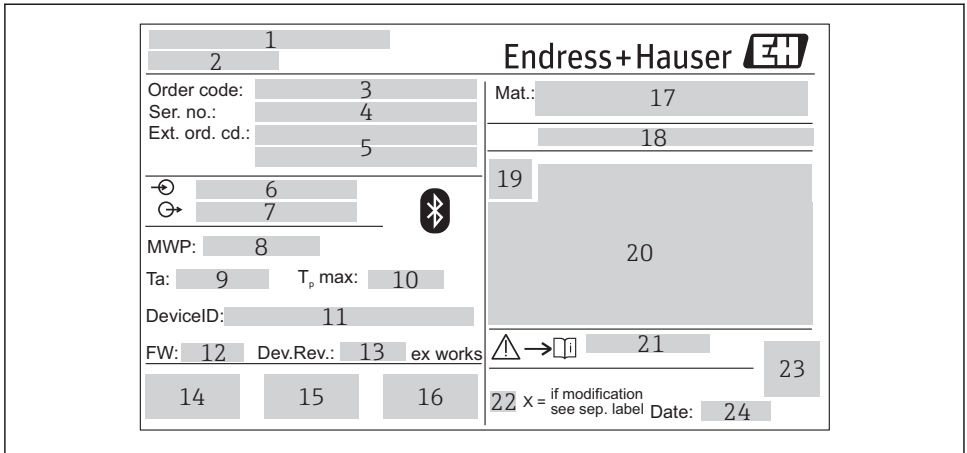 1
2
Endress+Hauser EH
Order code: 3
Ser. no.: 4
Ext. ord. cd.: 5
6
7
MWP: 8
Ta: 9 Tp max: 10
DeviceID: 11
FW: 12 Dev.Rev.: 13 ex works
14 15 16
Mat.: 17
18
19
20
21
22 X = if modification
see sep. label Date: 24
23